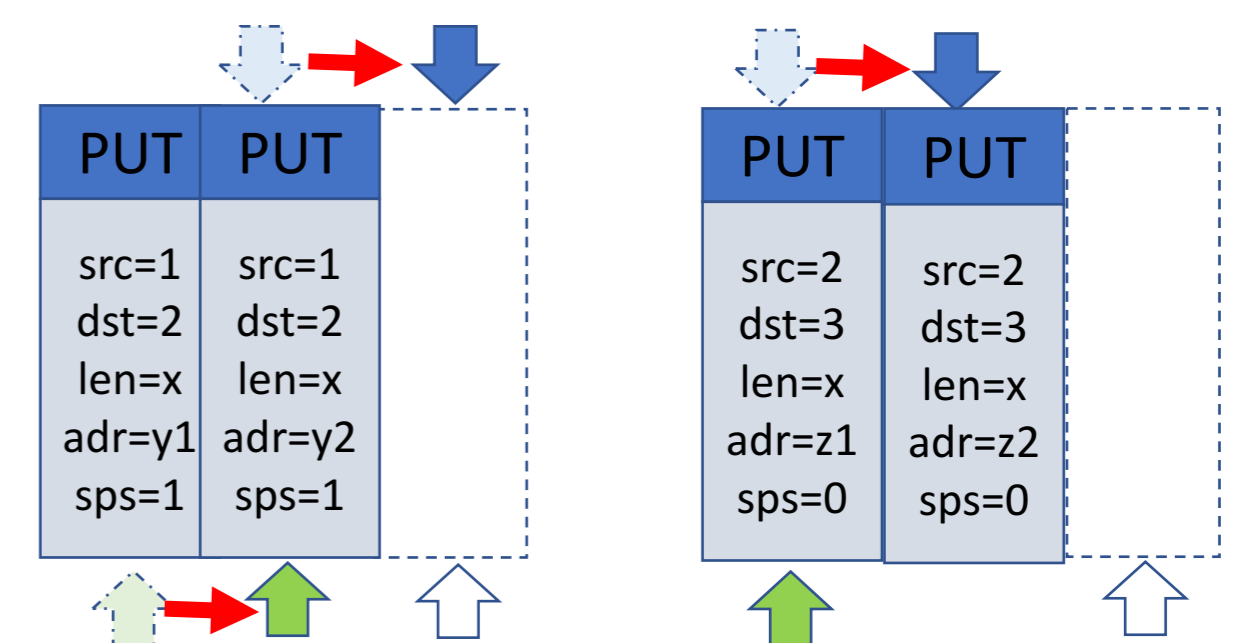 PUT
src=1
dst=2
len=x
adr=y1
sps=1
PUT
src=1
dst=2
len=x
adr=y2
sps=1
PUT
src=2
dst=3
len=x
adr=z1
sps=0
PUT
src=2
dst=3
len=x
adr=z2
sps=0